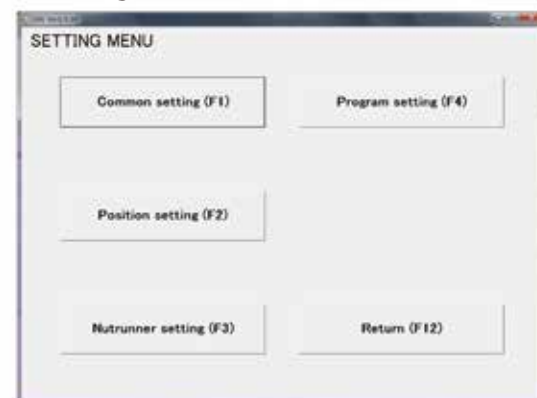 SETTING MENU
Common setting (F1)
Program setting (F4)
Position setting (F2)
Nutrunner setting (F3)
Return (F12)